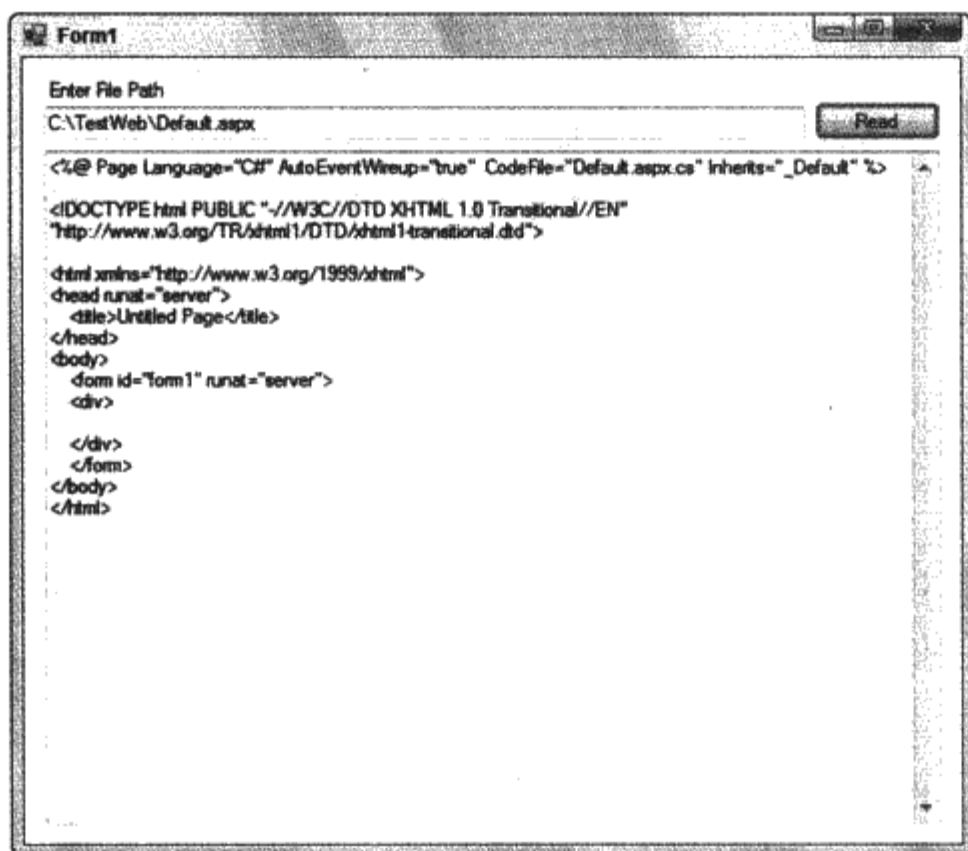 Form1
Enter File Path
C:\TestWeb\Default.aspx
Read
<%@ Page Language="C#" AutoEventWireup="true" CodeFile="Default.aspx.cs" Inherits="_Default" %>
<!DOCTYPE html PUBLIC "-//W3C//DTD XHTML 1.0 Transitional//EN"
"http://www.w3.org/TR/xhtml1/DTD/xhtml1-transitional.dtd">
<html xmlns="http://www.w3.org/1999/xhtml">
<head runat="server">
<title>Untitled Page</title>
</head>
<body>
<form id="form1" runat="server">
<div>
</div>
</form>
</body>
</html>